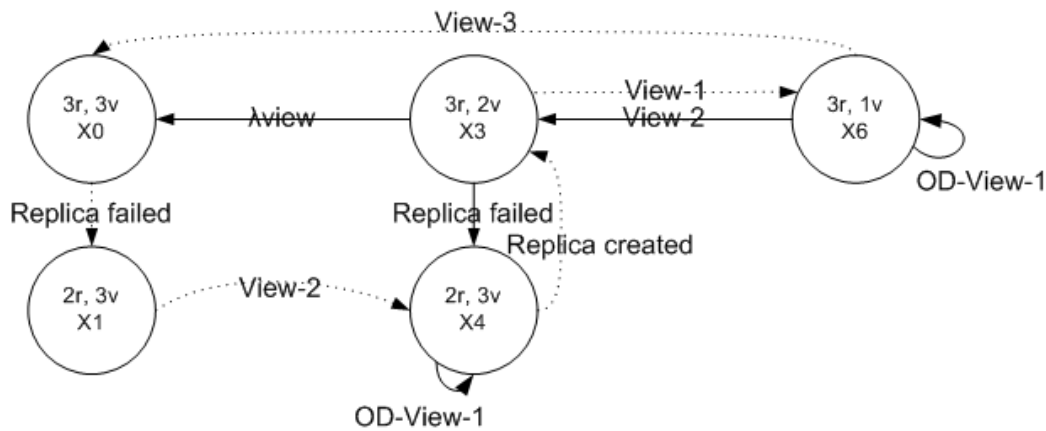 View-3
3r, 3v
X0
λview
3r, 2v
X3
View-1
View-2
3r, 1v
X6
OD-View-1
Replica failed
Replica failed
Replica created
2r, 3v
X1
View-2
2r, 3v
X4
OD-View-1